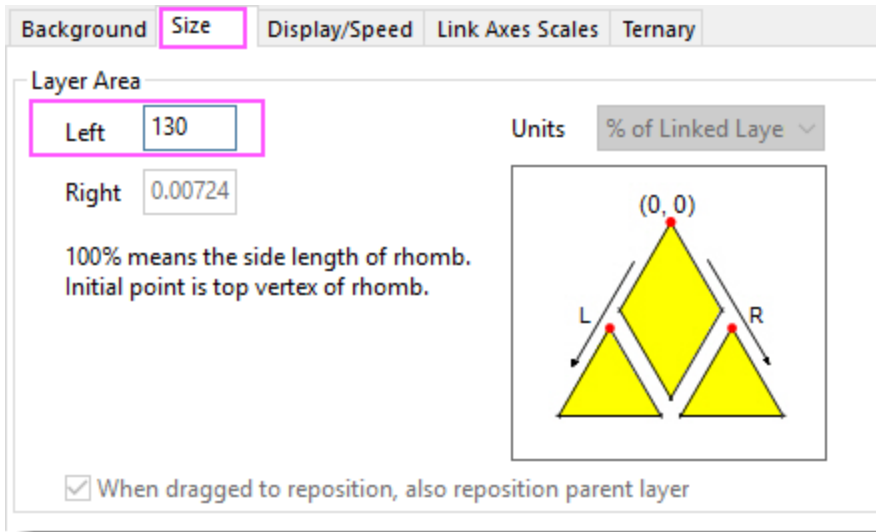 Background Size Display/Speed Link Axes Scales Ternary
Layer Area
Left 130
Units % of Linked Laye
Right 0.00724
(0, 0)
100% means the side length of rhomb.
Initial point is top vertex of rhomb.
L R
When dragged to reposition, also reposition parent layer